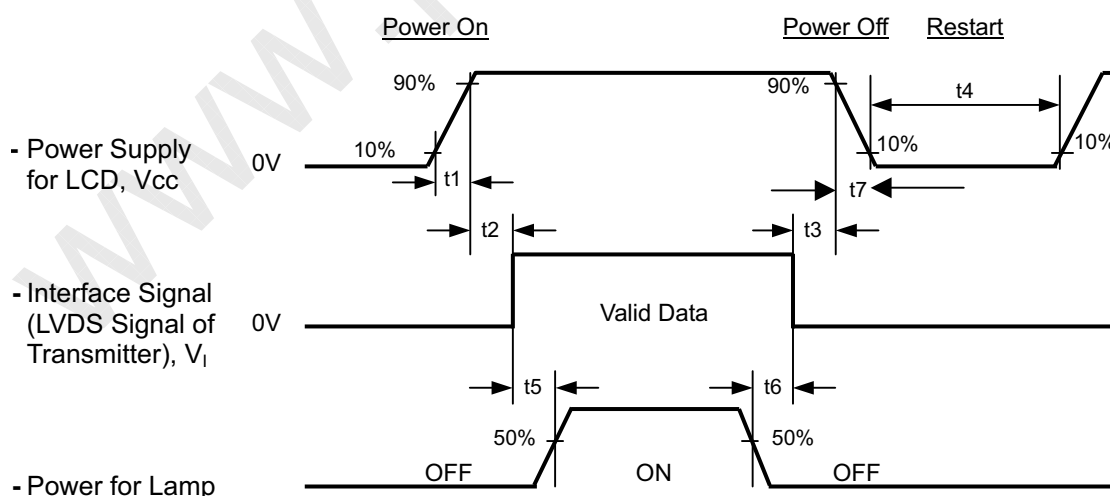 Power On
Power Off Restart
90%
90%
t4
- Power Supply
for LCD, Vcc
0V
10%
10%
10%
t1
t7
t2
t3
- Interface Signal
(LVDS Signal of
Transmitter), VI
0V
Valid Data
t5
t6
50%
50%
- Power for Lamp
OFF
ON
OFF